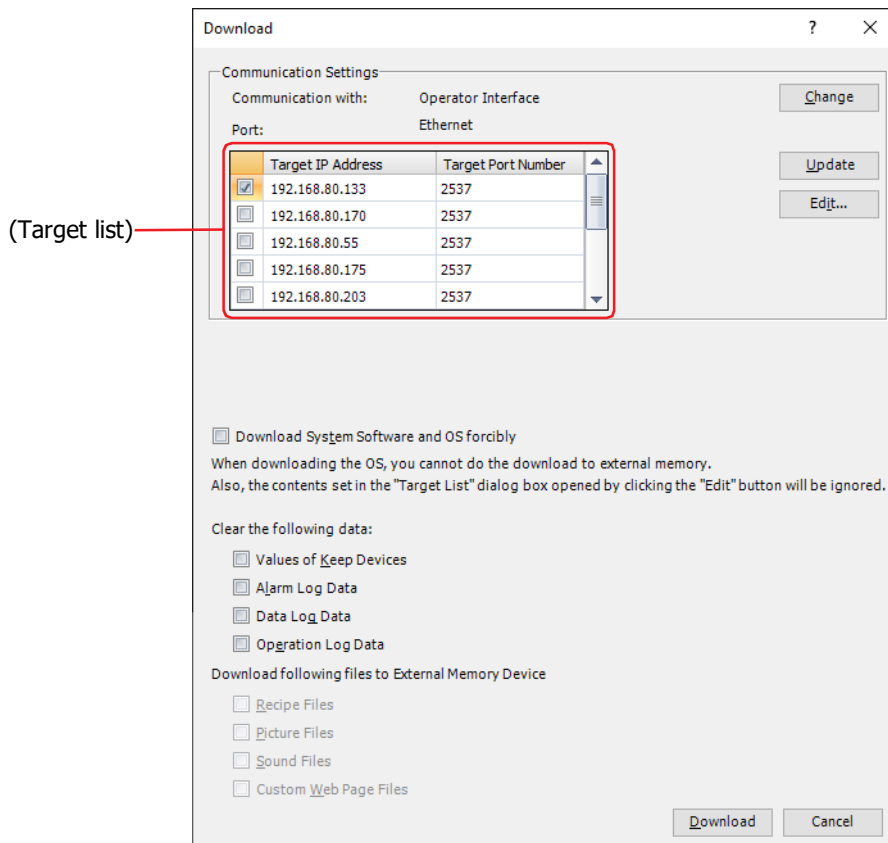 Download ?
Communication Settings
Communication with: Operator Interface Change
Port: Ethernet
Target IP Address Target Port Number Update
192.168.80.133 2537
192.168.80.170 2537 Edit...
(Target list) 192.168.80.55 2537
192.168.80.175 2537
192.168.80.203 2537
Download System Software and OS forcibly
When downloading the OS, you cannot do the download to external memory.
Also, the contents set in the "Target List" dialog box opened by clicking the "Edit" button will be ignored.
Clear the following data:
Values of Keep Devices
Alarm Log Data
Data Log Data
Operation Log Data
Download following files to External Memory Device
Recipe Files
Picture Files
Sound Files
Custom Web Page Files
Download Cancel